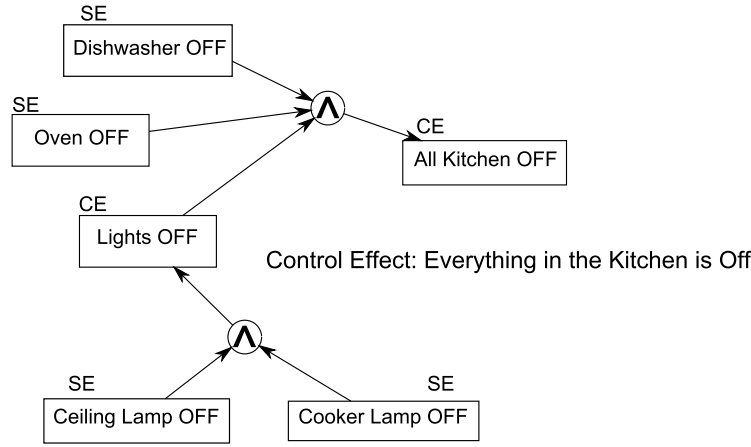 SE
Dishwasher OFF
SE
Oven OFF
Λ
CE
All Kitchen OFF
CE
Lights OFF
Control Effect: Everything in the Kitchen is Off
Λ
SE
Ceiling Lamp OFF
SE
Cooker Lamp OFF